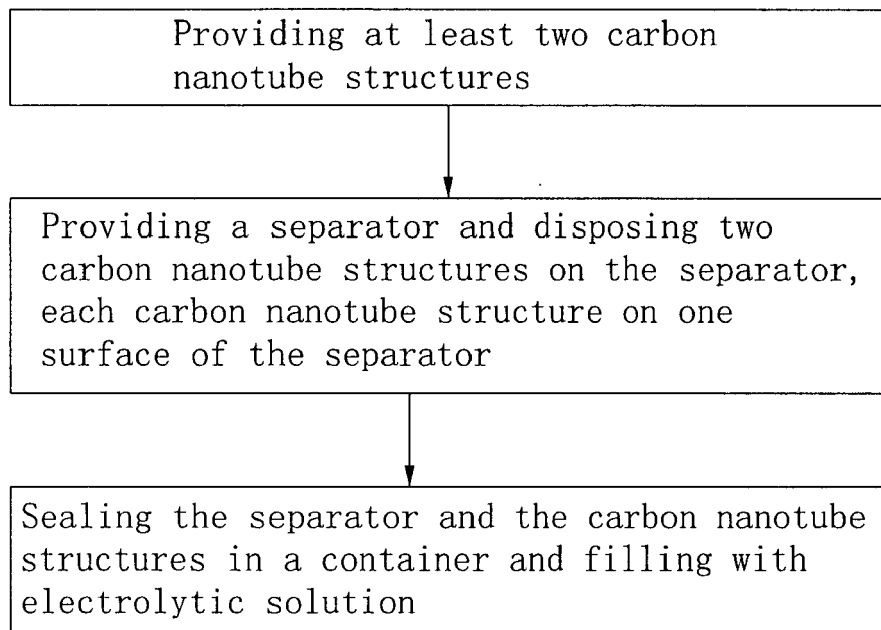 Providing at least two carbon
nanotube structures
Providing a separator and disposing two
carbon nanotube structures on the separator,
each carbon nanotube structure on one
surface of the separator
Sealing the separator and the carbon nanotube
structures in a container and filling with
electrolytic solution